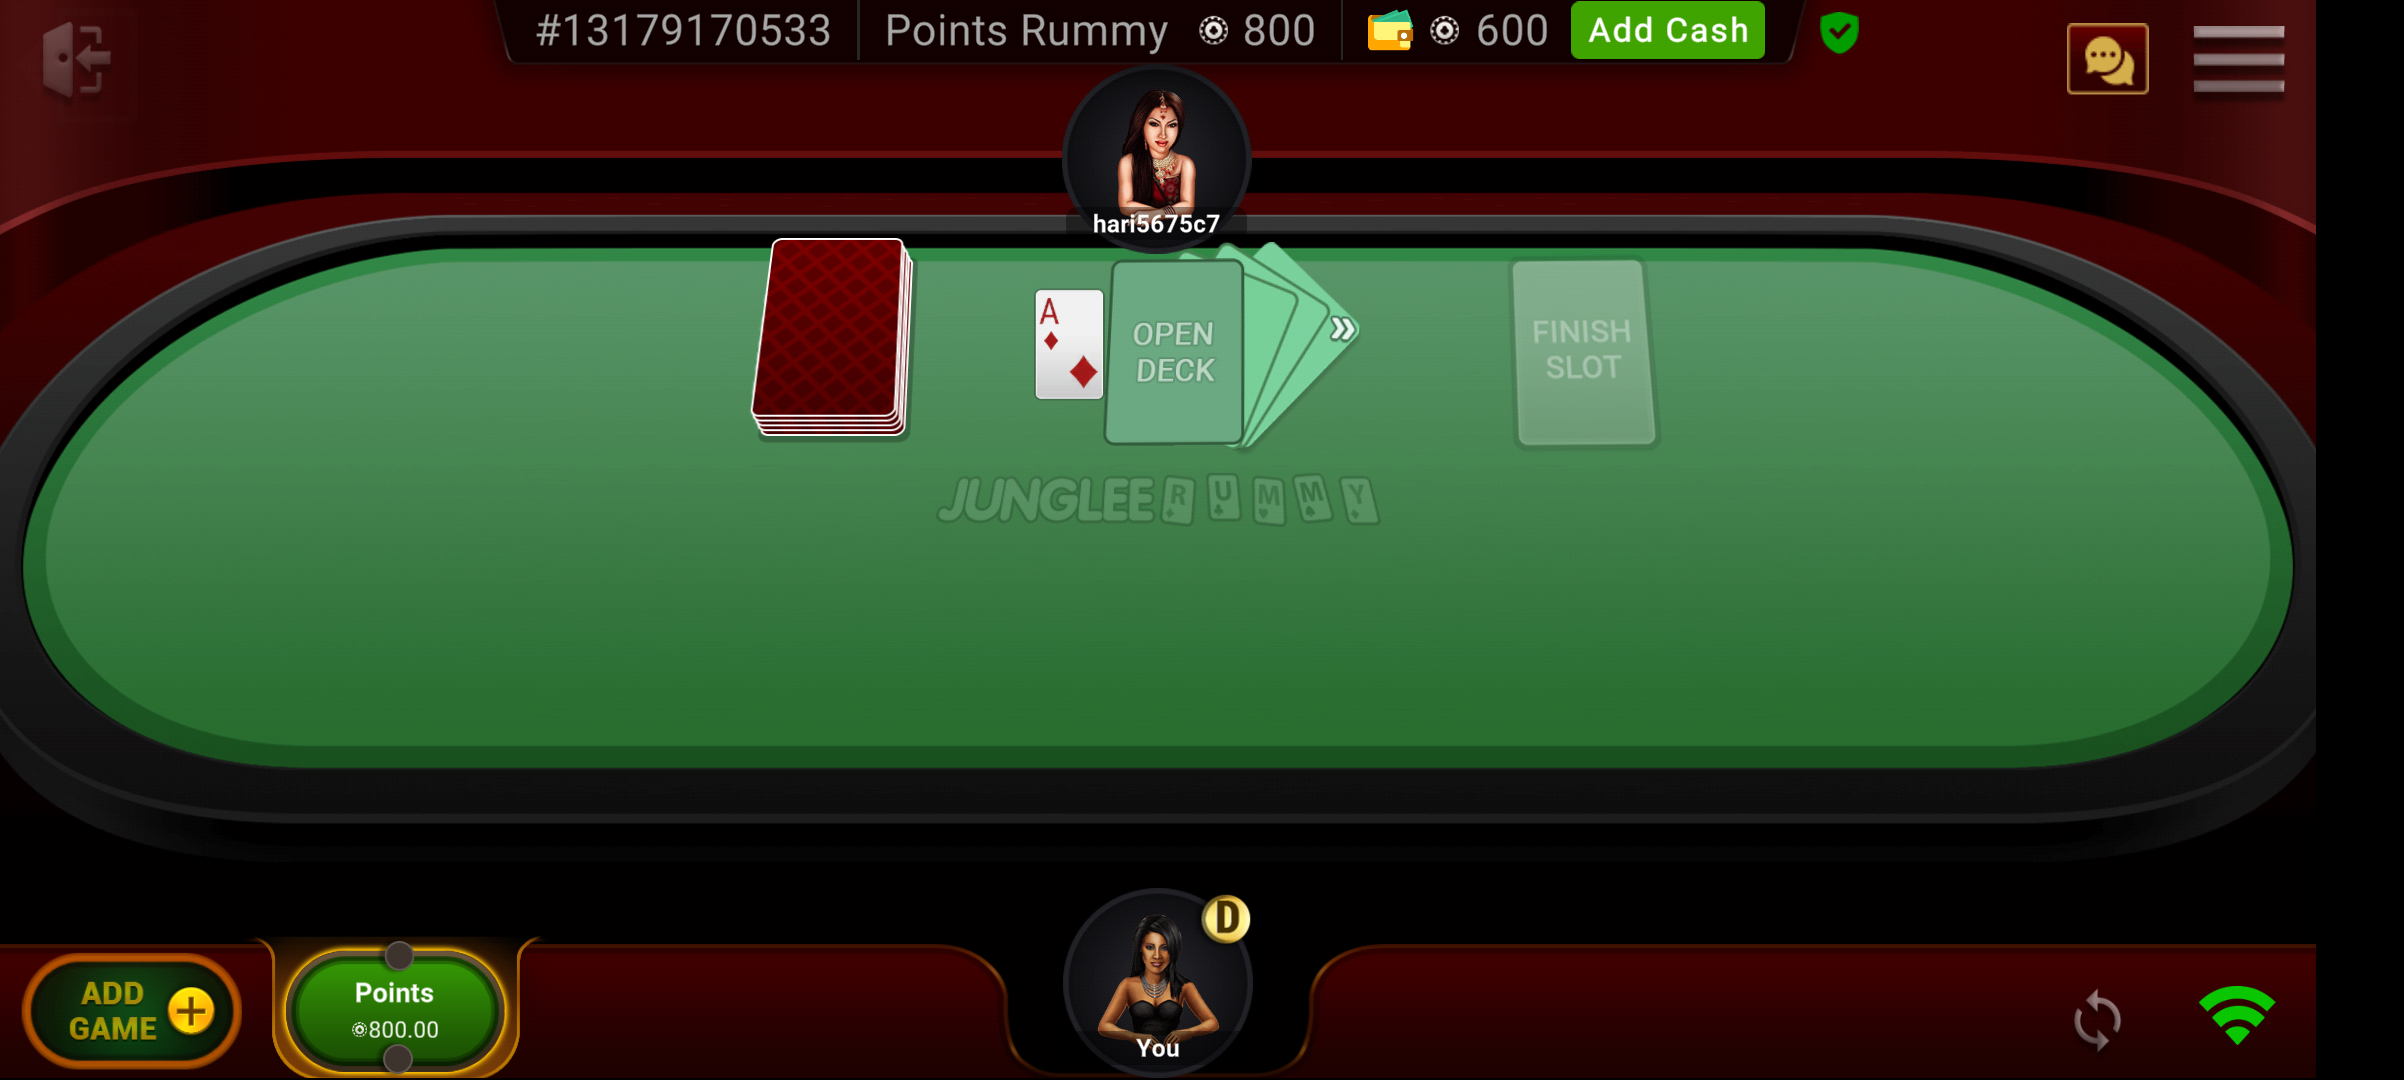 #13179170533 Points Rummy 800 600 Add Cash
hari5675c7
A
OPEN
DECK
FINISH
SLOT
JUNGLEE RUMMY
D
ADD
GAME
Points
800.00
You